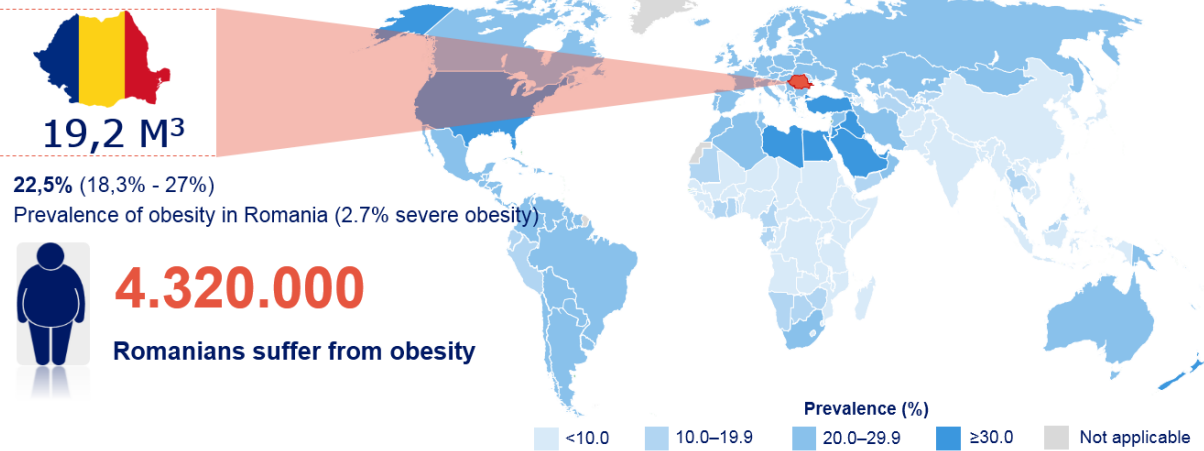 19,2 M³
22,5% (18,3% - 27%)
Prevalence of obesity in Romania (2.7% severe obesity)
4.320.000
Romanians suffer from obesity
Prevalence (%)
<10.0
10.0–19.9
20.0–29.9
≥30.0
Not applicable